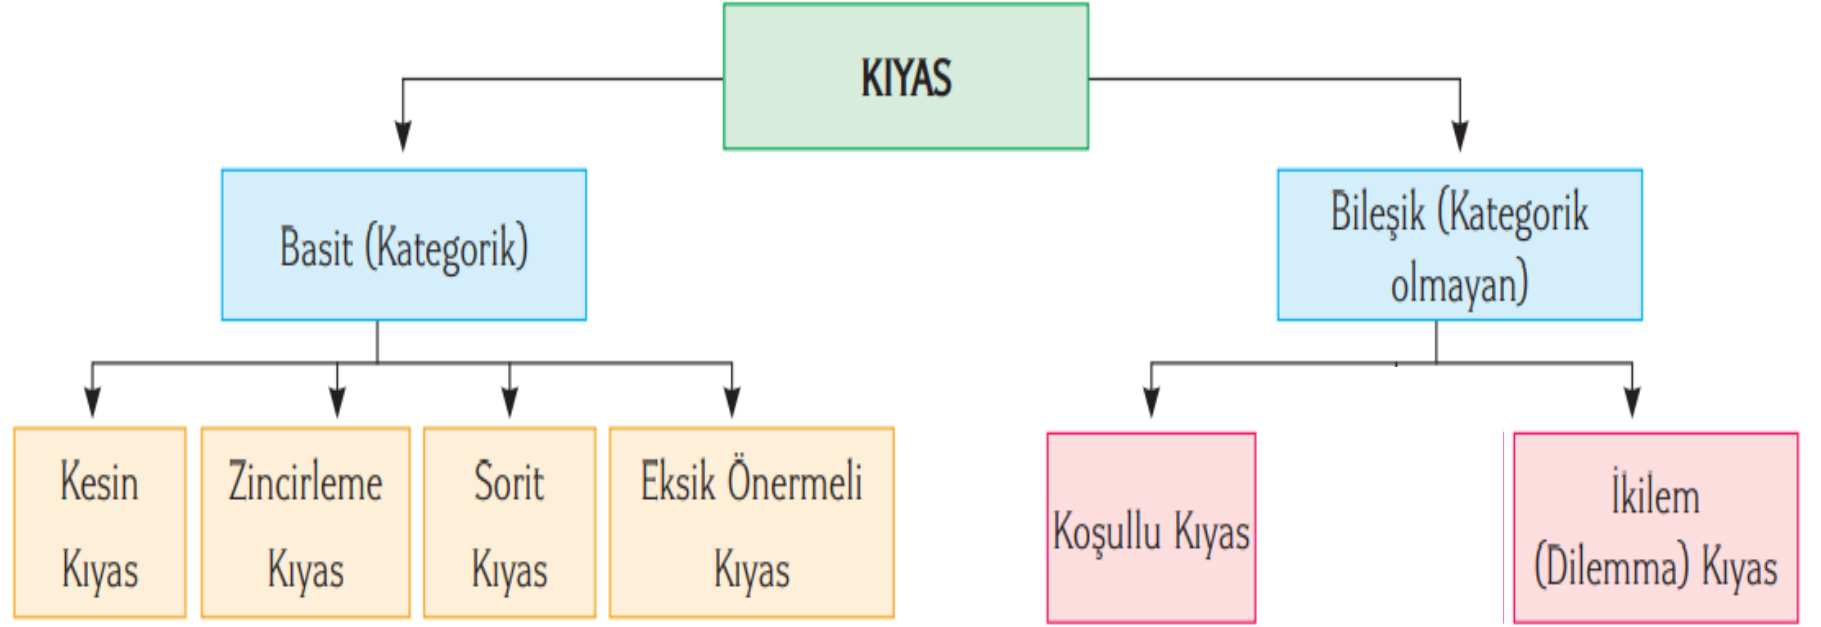 KIYAS
Basit (Kategorik)
Bileşik (Kategorik
olmayan)
Kesin
Kıyas
Zincirleme
Kıyas
Sorit
Kıyas
Eksik Önermeli
Kıyas
Koşullu Kıyas
İkilem
(Dilemma) Kıyas